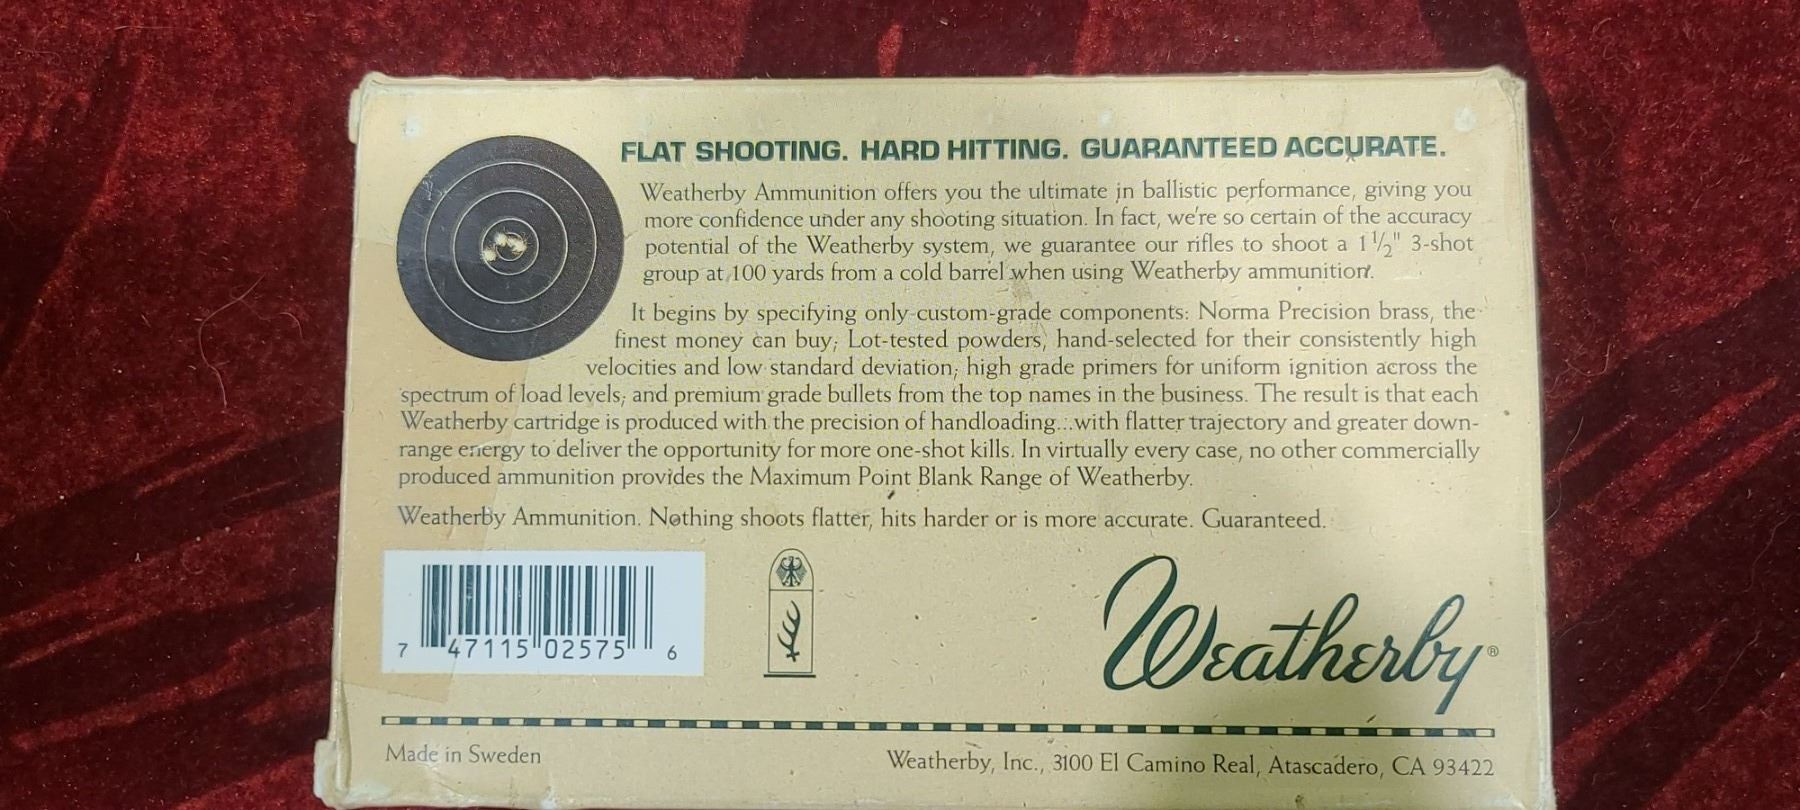 FLAT SHOOTING. HARD HITTING. GUARANTEED ACCURATE.
Weatherby Ammunition offers you the ultimate in ballistic performance, giving you
more confidence under any shooting situation. In fact, we're so certain of the accuracy
potential of the Weatherby system, we guarantee our rifles to shoot a 1 1/2" 3-shot
group at 100 yards from a cold barrel when using Weatherby ammunition.
It begins by specifying only custom-grade components: Norma Precision brass, the
finest money can buy; Lot-tested powders, hand-selected for their consistently high
velocities and low standard deviation; high grade primers for uniform ignition across the
spectrum of load levels; and premium grade bullets from the top names in the business. The result is that each
Weatherby cartridge is produced with the precision of handloading...with flatter trajectory and greater down-
range energy to deliver the opportunity for more one-shot kills. In virtually every case, no other commercially
produced ammunition provides the Maximum Point Blank Range of Weatherby.
Weatherby Ammunition. Nothing shoots flatter, hits harder or is more accurate. Guaranteed.
7 47115 02575 6
Weatherby®
Made in Sweden
Weatherby, Inc., 3100 El Camino Real, Atascadero, CA 93422